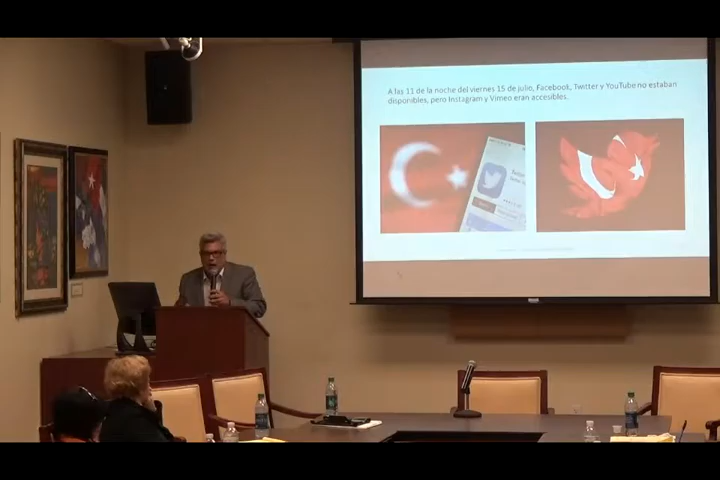 A las 11 de la noche del viernes 15 de julio, Facebook, Twitter y YouTube no estaban
disponibles, pero Instagram y Vimeo eran accesibles.